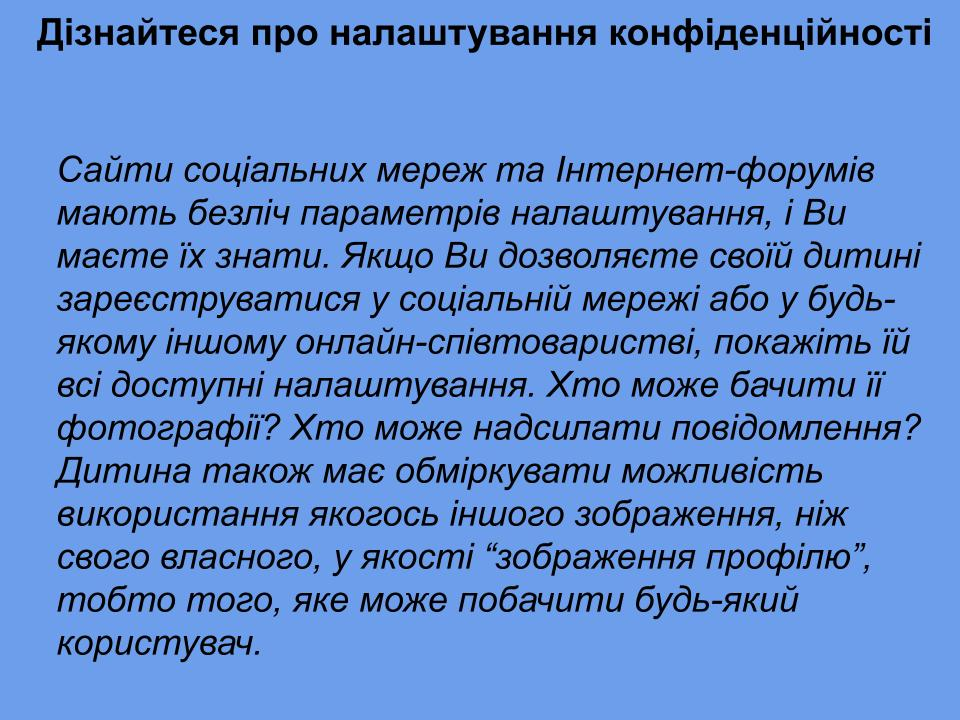 Дізнайтеся про налаштування конфіденційності
Сайти соціальних мереж та Інтернет-форумів
мають безліч параметрів налаштування, і Ви
маєте їх знати. Якщо Ви дозволяєте своїй дитині
зареєструватися у соціальній мережі або у будь-
якому іншому онлайн-співтоваристві, покажіть їй
всі доступні налаштування. Хто може бачити її
фотографії? Хто може надсилати повідомлення?
Дитина також має обміркувати можливість
використання якогось іншого зображення, ніж
свого власного, у якості “зображення профілю”,
тобто того, яке може побачити будь-який
користувач.